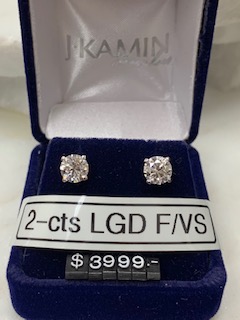 J·KAMIN
2-cts LGD F/VS
$ 3999.-